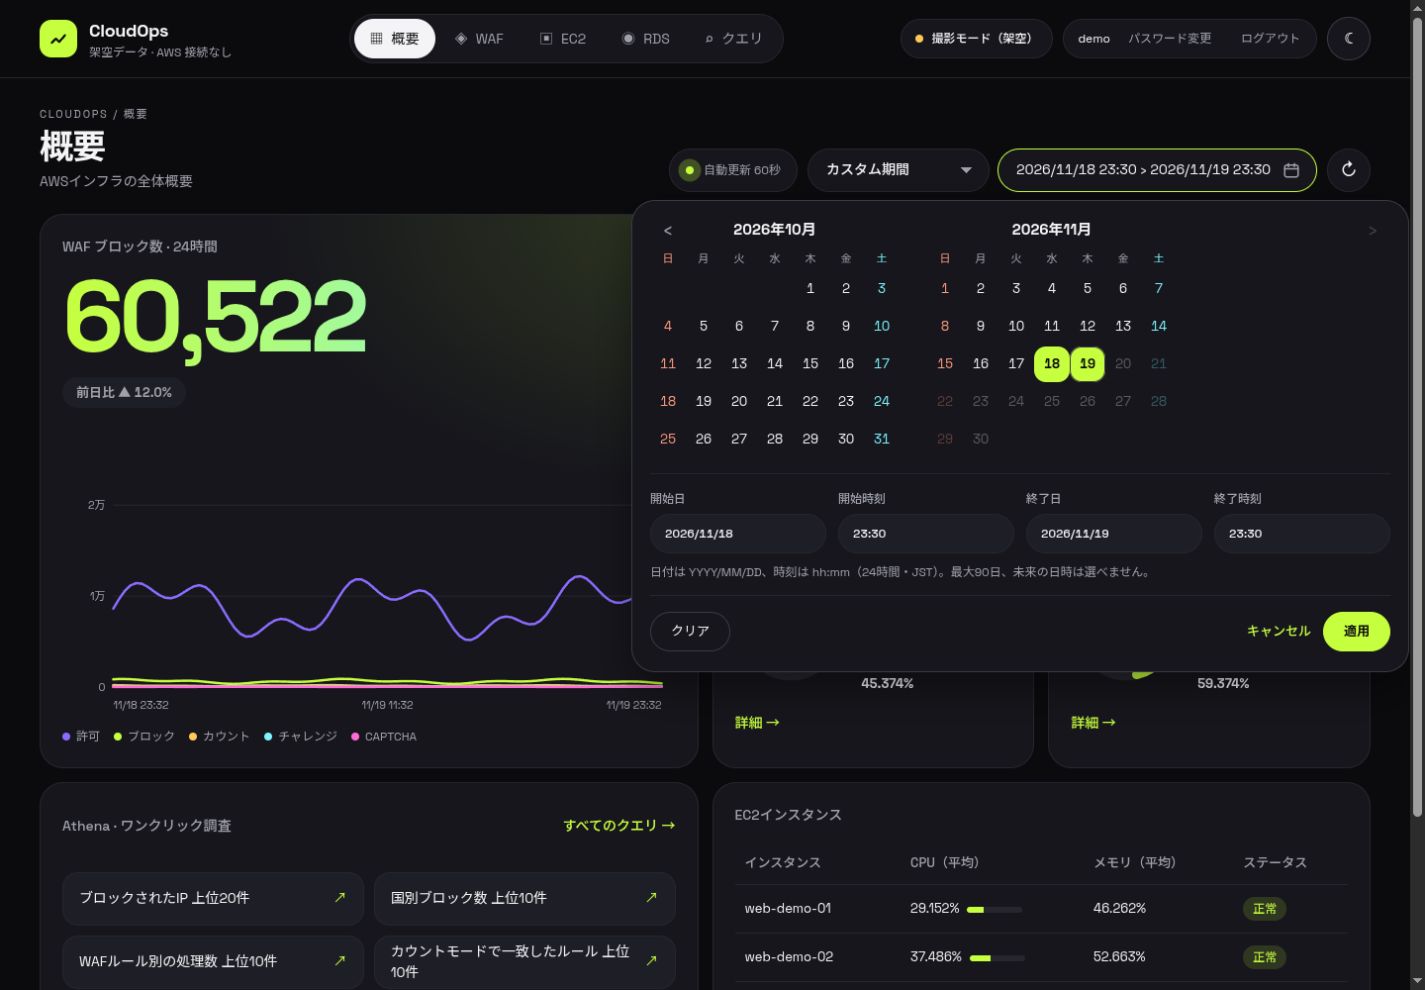 CloudOps
架空データ · AWS 接続なし
概要 WAF EC2 RDS クエリ
撮影モード（架空） demo パスワード変更 ログアウト
CLOUDOPS / 概要
概要
AWSインフラの全体概要
自動更新 60秒 カスタム期間 2026/11/18 23:30 > 2026/11/19 23:30
WAF ブロック数 · 24時間
60,522
前日比 ▲ 12.0%
2万
1万
0
11/18 23:32 11/19 11:32 11/19 23:32
許可 ブロック カウント チャレンジ CAPTCHA
< 2026年10月 2026年11月 >
日 月 火 水 木 金 土 日 月 火 水 木 金 土
1 2 3 1 2 3 4 5 6 7
4 5 6 7 8 9 10 8 9 10 11 12 13 14
11 12 13 14 15 16 17 15 16 17 18 19 20 21
18 19 20 21 22 23 24 22 23 24 25 26 27 28
25 26 27 28 29 30 31 29 30
開始日 開始時刻 終了日 終了時刻
2026/11/18 23:30 2026/11/19 23:30
日付は YYYY/MM/DD、時刻は hh:mm（24時間・JST）。最大90日、未来の日時は選べません。
クリア キャンセル 適用
45.374% 59.374%
詳細 → 詳細 →
Athena · ワンクリック調査 すべてのクエリ →
ブロックされたIP 上位20件 ↗ 国別ブロック数 上位10件 ↗
WAFルール別の処理数 上位10件 ↗ カウントモードで一致したルール 上位
10件 ↗
EC2インスタンス
インスタンス CPU（平均） メモリ（平均） ステータス
web-demo-01 29.152% 46.262% 正常
web-demo-02 37.486% 52.663% 正常